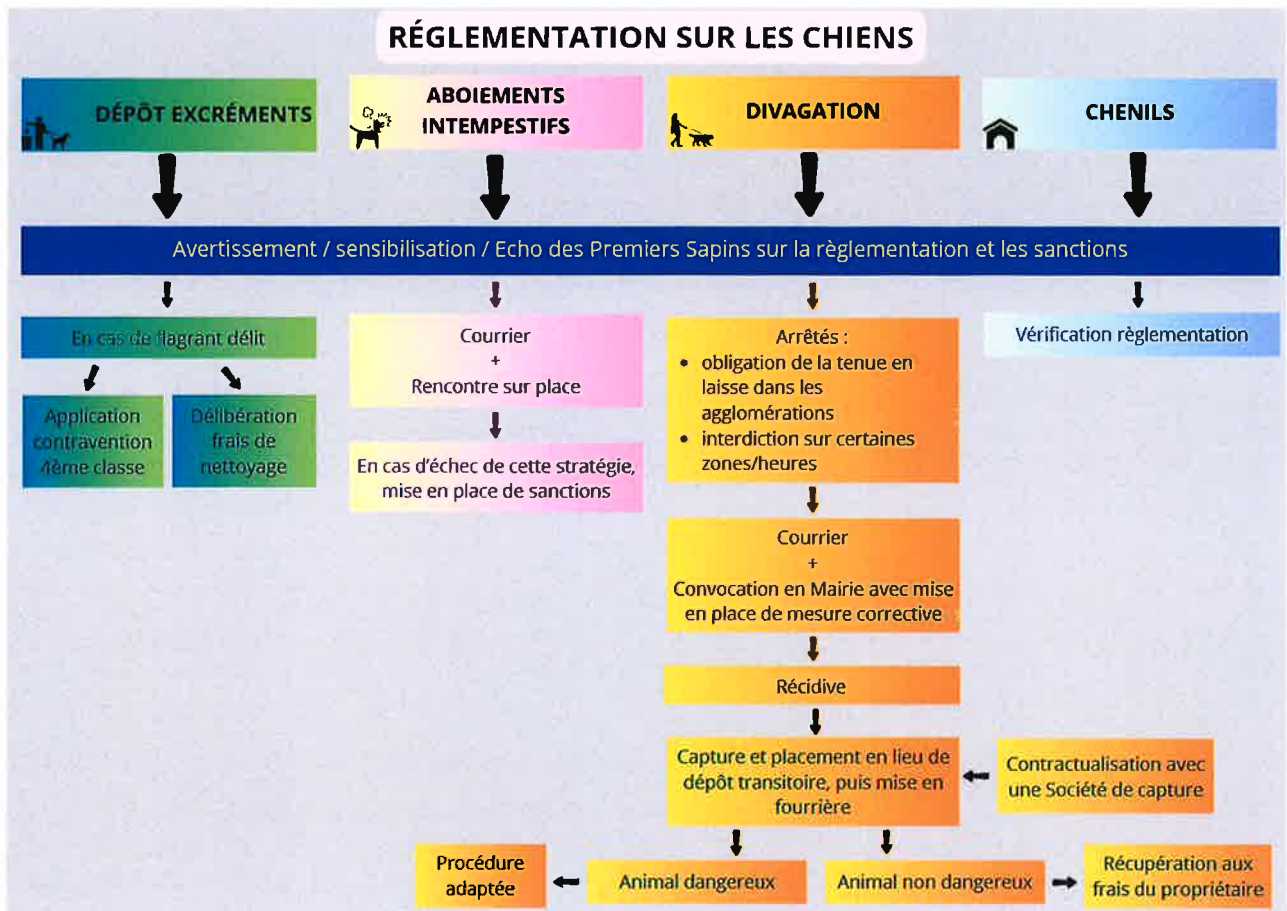 RÉGLEMENTATION SUR LES CHIENS
DÉPÔT EXCRÉMENTS
ABOIEMENTS
INTEMPESTIFS
DIVAGATION
CHENILS
Avertissement / sensibilisation / Echo des Premiers Sapins sur la règlementation et les sanctions
En cas de flagrant délit
Application
contravention
4ème classe
Délibération
frais de
nettoyage
Courrier
+
Rencontre sur place
En cas d'échec de cette stratégie,
mise en place de sanctions
Arrêtés :
• obligation de la tenue en
laisse dans les
agglomérations
• interdiction sur certaines
zones/heures
Courrier
+
Convocation en Mairie avec mise
en place de mesure corrective
Récidive
Capture et placement en lieu de
dépôt transitoire, puis mise en
fourrière
Contractualisation avec
une Société de capture
Procédure
adaptée
Animal dangereux
Animal non dangereux
Récupération aux
frais du propriétaire
Vérification règlementation